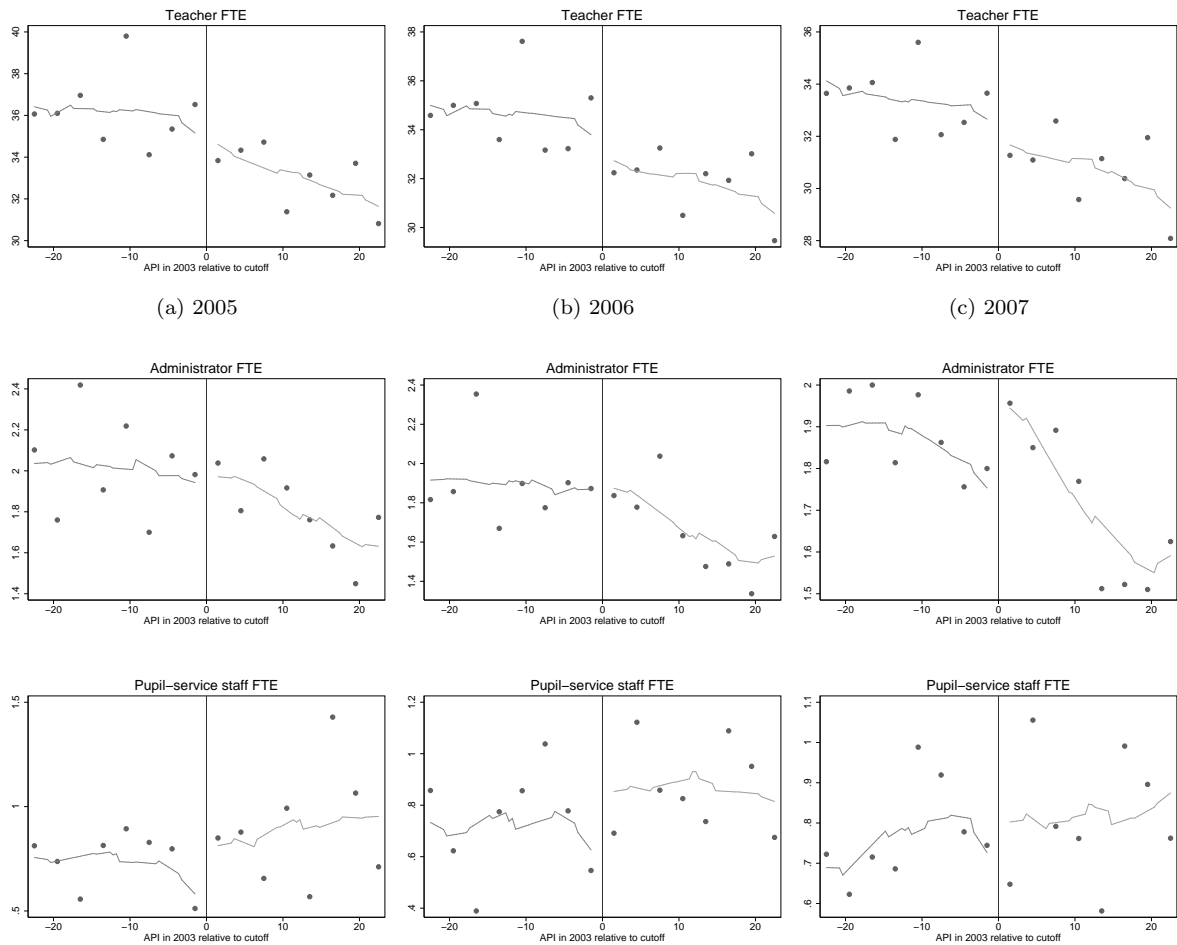 Teacher FTE Teacher FTE Teacher FTE
40 38 36 34 32 30
38 36 34 32 30
36 34 32 30 28
−20 −10 0 10 20 −20 −10 0 10 20 −20 −10 0 10 20
API in 2003 relative to cutoff API in 2003 relative to cutoff API in 2003 relative to cutoff
(a) 2005 (b) 2006 (c) 2007
Administrator FTE Administrator FTE Administrator FTE
2.4 2.2 2 1.8 1.6 1.4
2.4 2.2 2 1.8 1.6 1.4
2 1.9 1.8 1.7 1.6 1.5
−20 −10 0 10 20 −20 −10 0 10 20 −20 −10 0 10 20
API in 2003 relative to cutoff API in 2003 relative to cutoff API in 2003 relative to cutoff
Pupil−service staff FTE Pupil−service staff FTE Pupil−service staff FTE
1.5 1 .5
1.2 1 .8 .6 .4
1.1 1 .9 .8 .7 .6
−20 −10 0 10 20 −20 −10 0 10 20 −20 −10 0 10 20
API in 2003 relative to cutoff API in 2003 relative to cutoff API in 2003 relative to cutoff